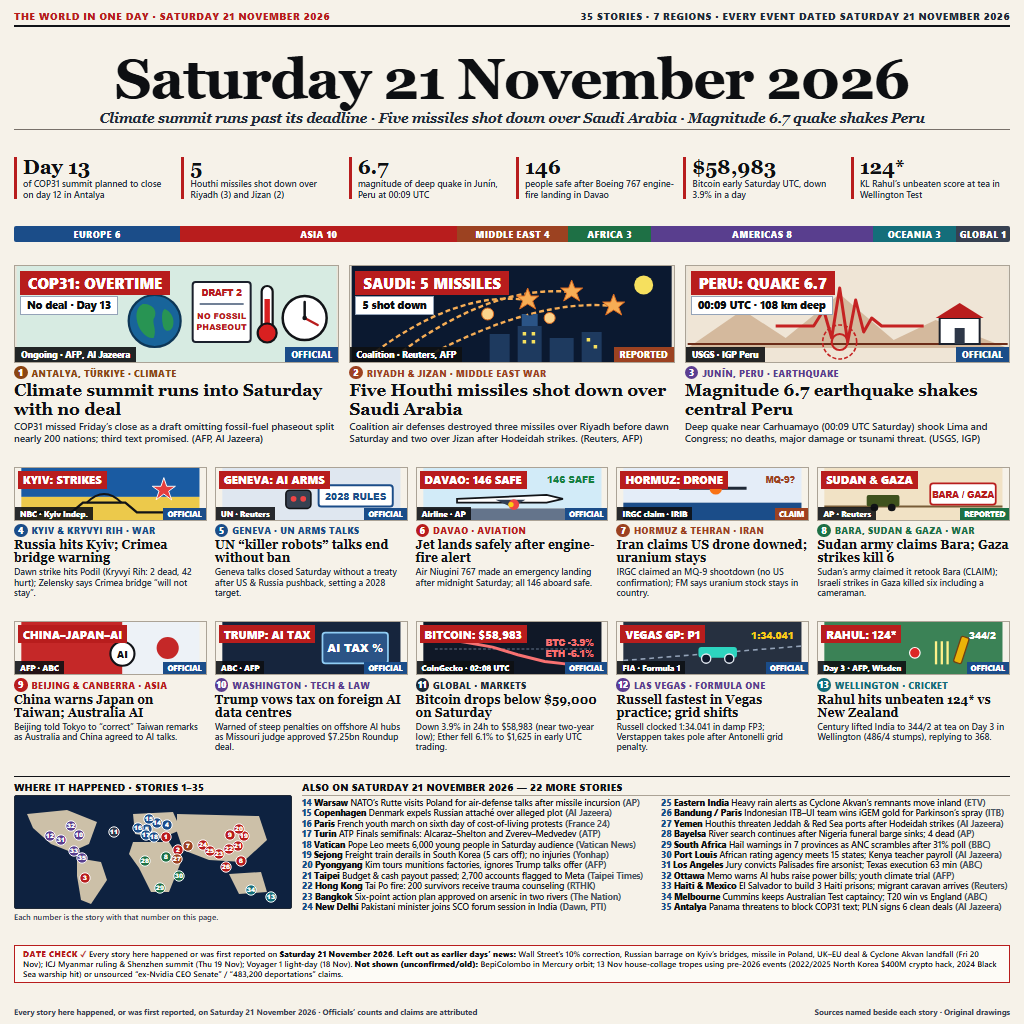 THE WORLD IN ONE DAY · SATURDAY 21 NOVEMBER 2026
35 STORIES · 7 REGIONS · EVERY EVENT DATED SATURDAY 21 NOVEMBER 2026
Saturday 21 November 2026
Climate summit runs past its deadline · Five missiles shot down over Saudi Arabia · Magnitude 6.7 quake shakes Peru
Day 13
of COP31 summit planned to close
on day 12 in Antalya
5
Houthi missiles shot down over
Riyadh (3) and Jizan (2)
6.7
magnitude of deep quake in Junín,
Peru at 00:09 UTC
146
people safe after Boeing 767 engine-
fire landing in Davao
$58,983
Bitcoin early Saturday UTC, down
3.9% in a day
124*
KL Rahul's unbeaten score at tea in
Wellington Test
EUROPE 6
ASIA 10
MIDDLE EAST 4
AFRICA 3
AMERICAS 8
OCEANIA 3
GLOBAL 1
COP31: OVERTIME
No deal · Day 13
DRAFT 2
NO FOSSIL
PHASEOUT
Ongoing · AFP, Al Jazeera
OFFICIAL
1 ANTALYA, TÜRKIYE · CLIMATE
Climate summit runs into Saturday
with no deal
COP31 missed Friday's close as a draft omitting fossil-fuel phaseout split
nearly 200 nations; third text promised. (AFP, Al Jazeera)
SAUDI: 5 MISSILES
5 shot down
Coalition · Reuters, AFP
REPORTED
2 RIYADH & JIZAN · MIDDLE EAST WAR
Five Houthi missiles shot down over
Saudi Arabia
Coalition air defenses destroyed three missiles over Riyadh before dawn
Saturday and two over Jizan after Hodeidah strikes. (Reuters, AFP)
PERU: QUAKE 6.7
00:09 UTC · 108 km deep
USGS · IGP Peru
OFFICIAL
3 JUNÍN, PERU · EARTHQUAKE
Magnitude 6.7 earthquake shakes
central Peru
Deep quake near Carhuamayo (00:09 UTC Saturday) shook Lima and
Congress; no deaths, major damage or tsunami threat. (USGS, IGP)
KYIV: STRIKES
NBC · Kyiv Indep.
OFFICIAL
4 KYIV & KRYVYI RIH · WAR
Russia hits Kyiv; Crimea
bridge warning
Dawn strike hits Podil (Kryvyi Rih: 2 dead, 42
hurt); Zelensky says Crimea bridge "will not
stay".
GENEVA: AI ARMS
2028 RULES
UN · Reuters
OFFICIAL
5 GENEVA · UN ARMS TALKS
UN “killer robots” talks end
without ban
Geneva talks closed Saturday without a treaty
after US & Russia pushback, setting a 2028
target.
DAVAO: 146 SAFE
146 SAFE
Airline · AP
OFFICIAL
6 DAVAO · AVIATION
Jet lands safely after engine-
fire alert
Air Niugini 767 made an emergency landing
after midnight Saturday; all 146 aboard safe.
HORMUZ: DRONE
MQ-9?
IRGC claim · IRIB
CLAIM
7 HORMUZ & TEHRAN · IRAN
Iran claims US drone downed;
uranium stays
IRGC claimed an MQ-9 shootdown (no US
confirmation); FM says uranium stock stays in
country.
SUDAN & GAZA
BARA / GAZA
AP · Reuters
REPORTED
8 BARA, SUDAN & GAZA · WAR
Sudan army claims Bara; Gaza
strikes kill 6
Sudan's army claimed it retook Bara (CLAIM);
Israeli strikes in Gaza killed six including a
cameraman.
CHINA–JAPAN–AI
AI
AFP · ABC
OFFICIAL
9 BEIJING & CANBERRA · ASIA
China warns Japan on
Taiwan; Australia AI
Beijing told Tokyo to “correct” Taiwan remarks
as Australia and China agreed to AI talks.
TRUMP: AI TAX
AI TAX %
ABC · AFP
OFFICIAL
10 WASHINGTON · TECH & LAW
Trump vows tax on foreign AI
data centres
Warned of steep penalties on offshore AI hubs
as Missouri judge approved $7.25bn Roundup
deal.
BITCOIN: $58,983
BTC -3.9%
ETH -6.1%
CoinGecko · 02:08 UTC
OFFICIAL
11 GLOBAL · MARKETS
Bitcoin drops below $59,000
on Saturday
Down 3.9% in 24h to $58,983 (near two-year
low); Ether fell 6.1% to $1,625 in early UTC
trading.
VEGAS GP: P1
1:34.041
FIA · Formula 1
OFFICIAL
12 LAS VEGAS · FORMULA ONE
Russell fastest in Vegas
practice; grid shifts
Russell clocked 1:34.041 in damp FP3;
Verstappen takes pole after Antonelli grid
penalty.
RAHUL: 124*
344/2
Day 3 · AFP, Wisden
OFFICIAL
13 WELLINGTON · CRICKET
Rahul hits unbeaten 124* vs
New Zealand
Century lifted India to 344/2 at tea on Day 3 in
Wellington (486/4 stumps), replying to 368.
WHERE IT HAPPENED · STORIES 1–35
Each number is the story with that number on this page.
ALSO ON SATURDAY 21 NOVEMBER 2026 — 22 MORE STORIES
14 Warsaw NATO's Rutte visits Poland for air-defense talks after missile incursion (AP)
15 Copenhagen Denmark expels Russian attaché over alleged plot (Al Jazeera)
16 Paris French youth march on sixth day of cost-of-living protests (France 24)
17 Turin ATP Finals semifinals: Alcaraz–Shelton and Zverev–Medvedev (ATP)
18 Vatican Pope Leo meets 6,000 young people in Saturday audience (Vatican News)
19 Sejong Freight train derails in South Korea (5 cars off); no injuries (Yonhap)
20 Pyongyang Kim tours munitions factories, ignores Trump talks offer (AFP)
21 Taipei Budget & cash payout passed; 2,700 accounts flagged to Meta (Taipei Times)
22 Hong Kong Tai Po fire: 200 survivors receive trauma counseling (RTHK)
23 Bangkok Six-point action plan approved on arsenic in two rivers (The Nation)
24 New Delhi Pakistani minister joins SCO forum session in India (Dawn, PTI)
25 Eastern India Heavy rain alerts as Cyclone Akvan's remnants move inland (ETV)
26 Bandung / Paris Indonesian ITB–UI team wins iGEM gold for Parkinson's spray (ITB)
27 Yemen Houthis threaten Jeddah & Red Sea ports after Hodeidah strikes (Al Jazeera)
28 Bayelsa River search continues after Nigeria funeral barge sinks; 4 dead (AP)
29 South Africa Hail warnings in 7 provinces as ANC scrambles after 31% poll (BBC)
30 Port Louis African rating agency meets 15 states; Kenya teacher payroll (Al Jazeera)
31 Los Angeles Jury convicts Palisades fire arsonist; Texas execution 63 min (ABC)
32 Ottawa Memo warns AI hubs raise power bills; youth climate trial (AFP)
33 Haiti & Mexico El Salvador to build 3 Haiti prisons; migrant caravan arrives (Reuters)
34 Melbourne Cummins keeps Australian Test captaincy; T20 win vs England (ABC)
35 Antalya Panama threatens to block COP31 text; PLN signs 6 clean deals (Al Jazeera)
DATE CHECK ✓ Every story here happened or was first reported on Saturday 21 November 2026. Left out as earlier days' news: Wall Street's 10% correction, Russian barrage on Kyiv's bridges, missile in Poland, UK–EU deal & Cyclone Akvan landfall (Fri 20
Nov); ICJ Myanmar ruling & Shenzhen summit (Thu 19 Nov); Voyager 1 light-day (18 Nov). Not shown (unconfirmed/old): BepiColombo in Mercury orbit; 13 Nov house-collage tropes using pre-2026 events (2022/2025 North Korea $400M crypto hack, 2024 Black
Sea warship hit) or unsourced “ex-Nvidia CEO Senate” / “483,200 deportations” claims.
Every story here happened, or was first reported, on Saturday 21 November 2026 · Officials' counts and claims are attributed
Sources named beside each story · Original drawings